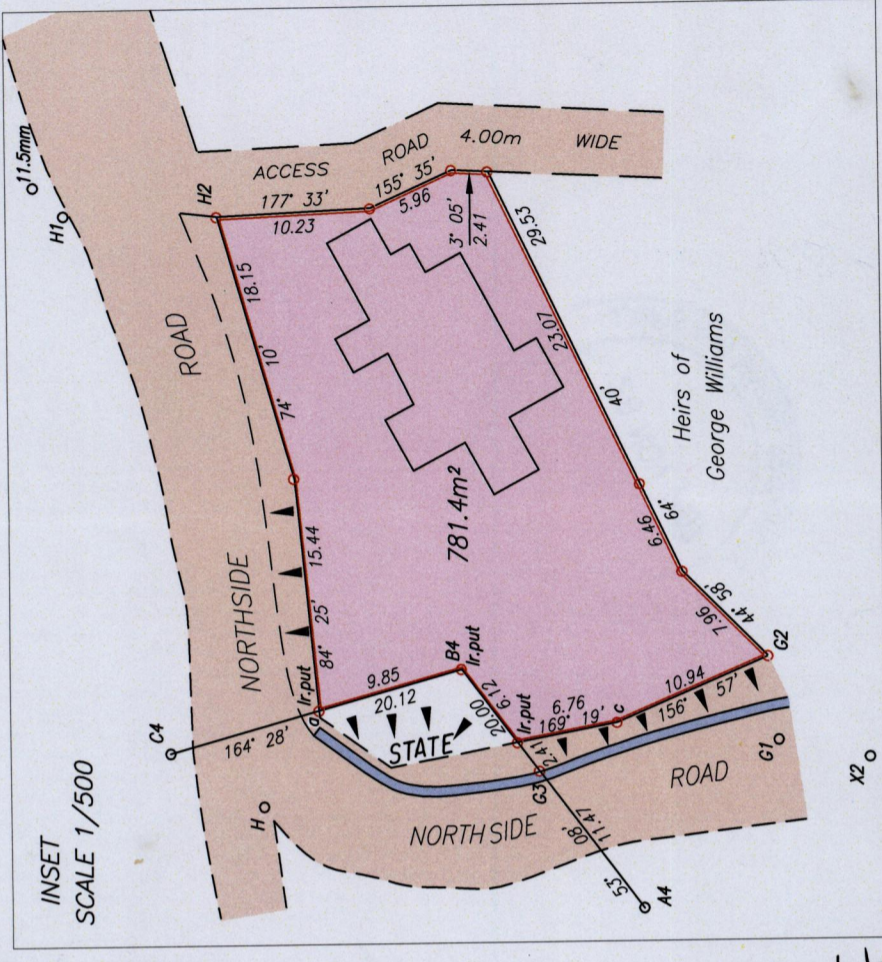 INSET
SCALE 1/500
11.5mm
H1
H2
ACCESS
ROAD
4.00m
WIDE
177° 33'
10.23
155° 35'
5.96
3° 05'
2.41
18.15
10'
74°
ROAD
NORTHSIDE
15.44
25'
84°
Ir.put
a
C4
164° 28'
9.85
20.12
B4
Ir.put
STATE
20.00
6.12
Ir.put
781.4m²
29.53
23.07
40'
64°
6.46
Heirs of
George Williams
7.96
44° 58'
G2
6.76
169° 19'
c
10.94
156° 57'
2.41
G3
H
NORTHSIDE
ROAD
G1
X2
53°
08'
11.47
A4